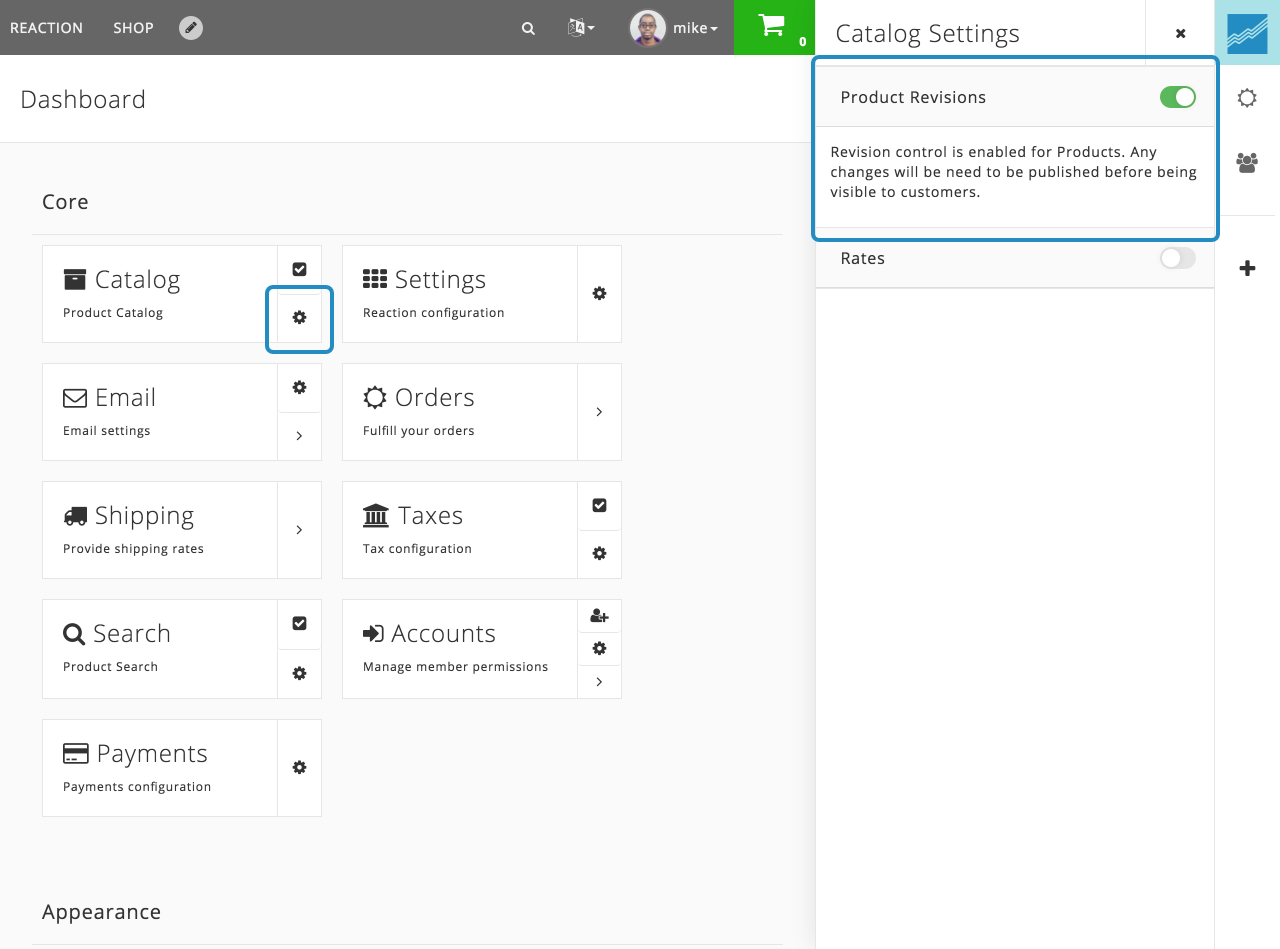 REACTION SHOP mike 0
Catalog Settings
Dashboard
Product Revisions
Revision control is enabled for Products. Any
changes will be need to be published before being
visible to customers.
Rates
Core
Catalog
Product Catalog
Settings
Reaction configuration
Email
Email settings
Orders
Fulfill your orders
Shipping
Provide shipping rates
Taxes
Tax configuration
Search
Product Search
Accounts
Manage member permissions
Payments
Payments configuration
Appearance